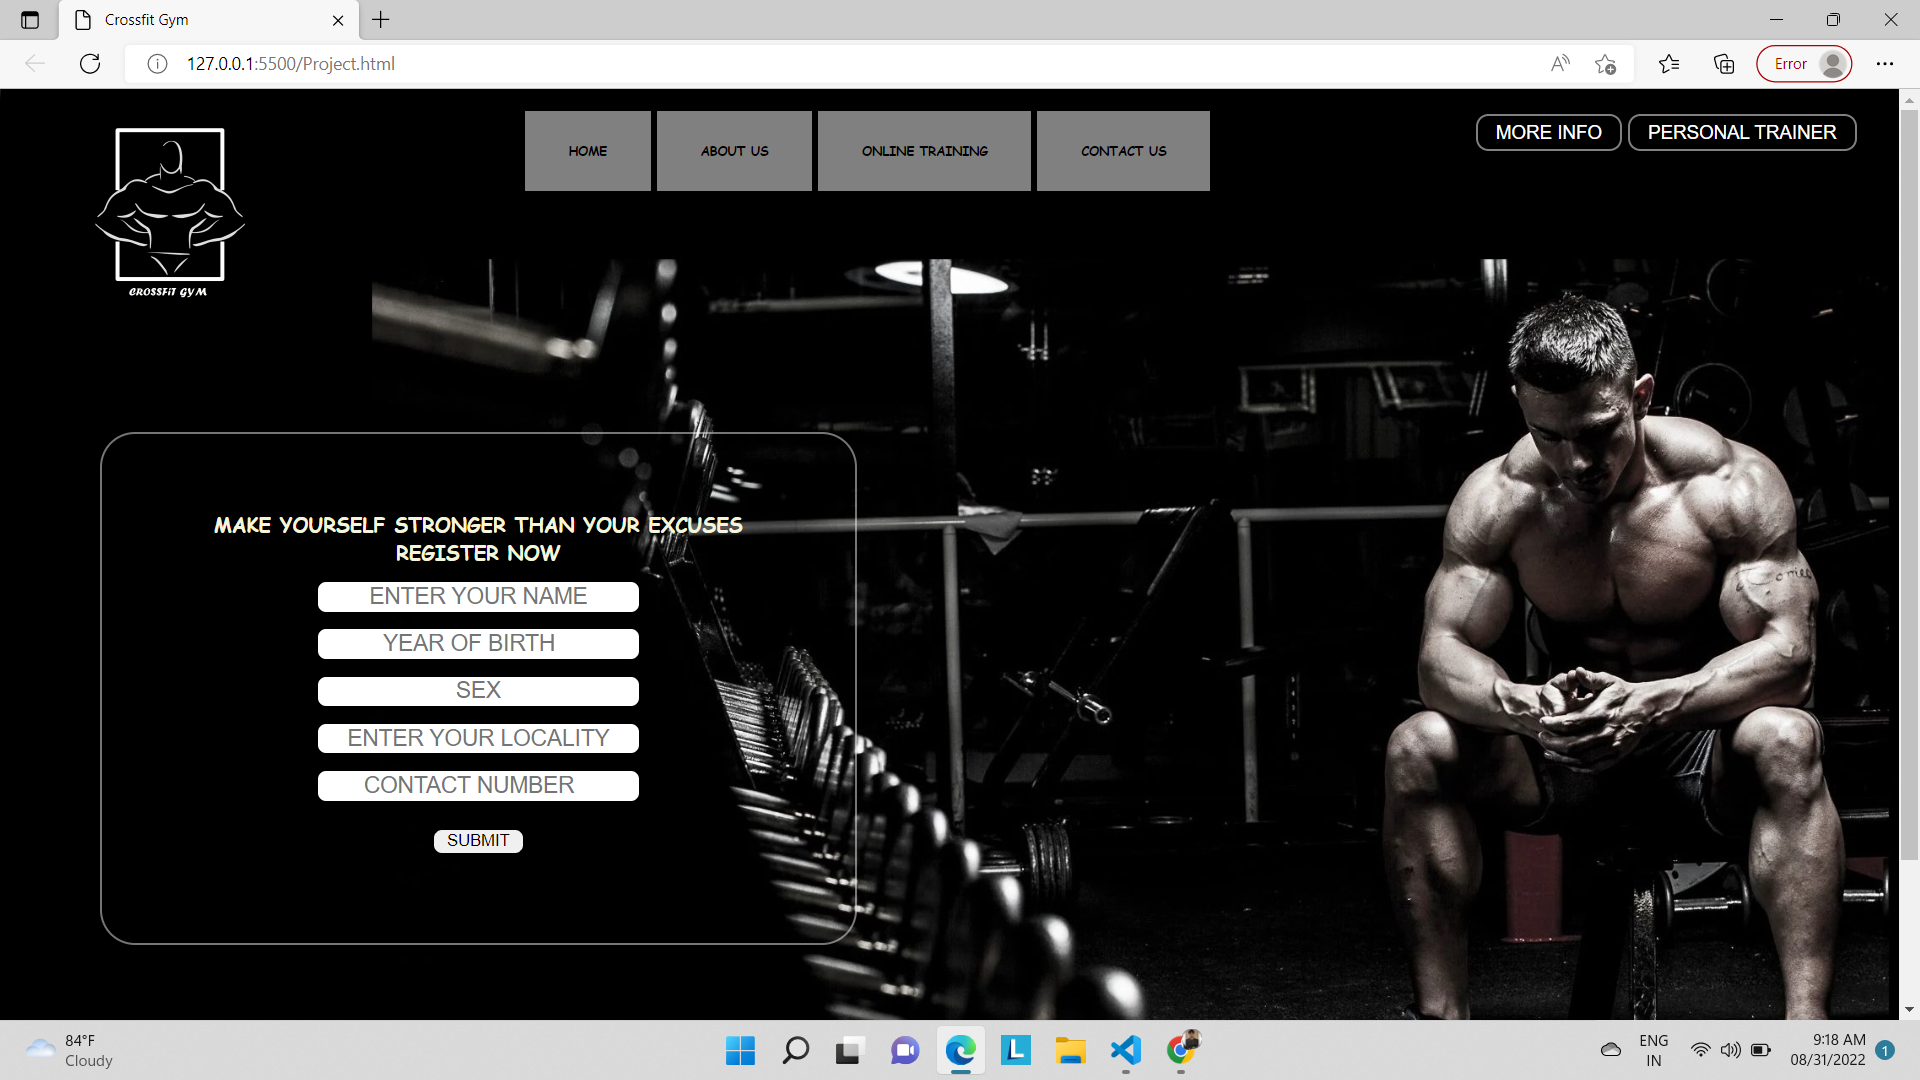 Crossfit Gym
127.0.0.1:5500/Project.html
Error
HOME
ABOUT US
ONLINE TRAINING
CONTACT US
MORE INFO
PERSONAL TRAINER
CROSSFIT GYM
MAKE YOURSELF STRONGER THAN YOUR EXCUSES
REGISTER NOW
ENTER YOUR NAME
YEAR OF BIRTH
SEX
ENTER YOUR LOCALITY
CONTACT NUMBER
SUBMIT
84°F
Cloudy
ENG
IN
9:18 AM
08/31/2022
1